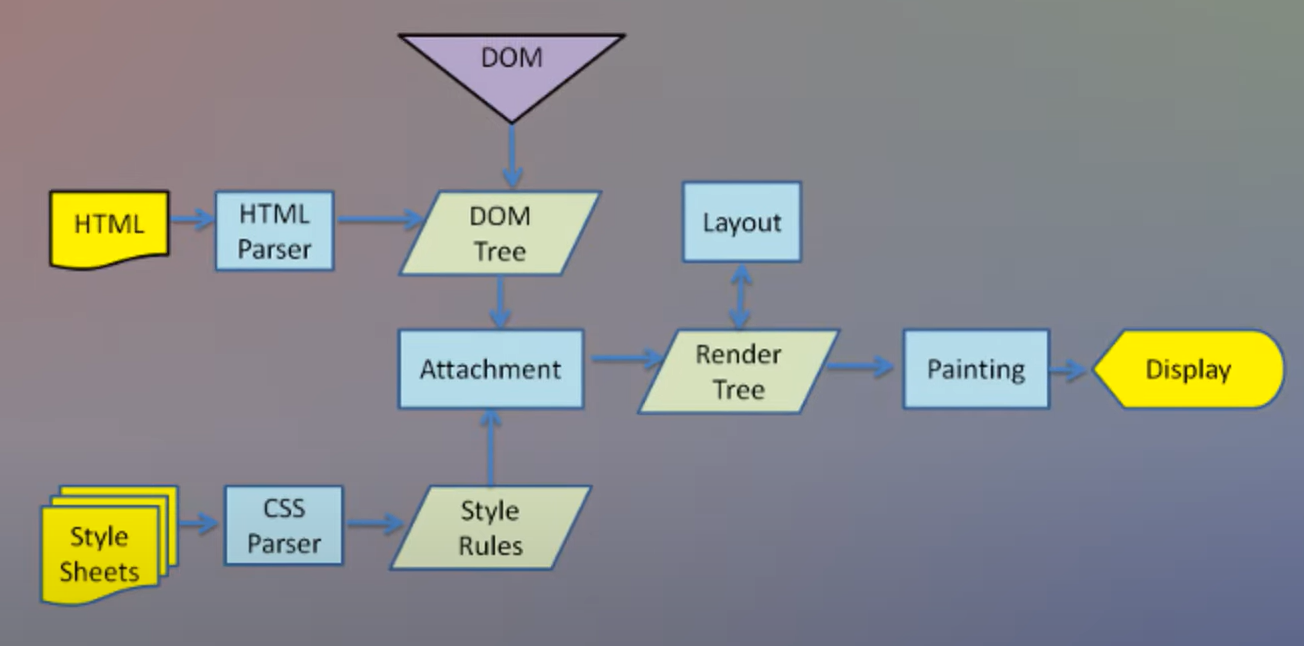 DOM
HTML
HTML
Parser
DOM
Tree
Layout
Attachment
Render
Tree
Painting
Display
Style
Sheets
CSS
Parser
Style
Rules